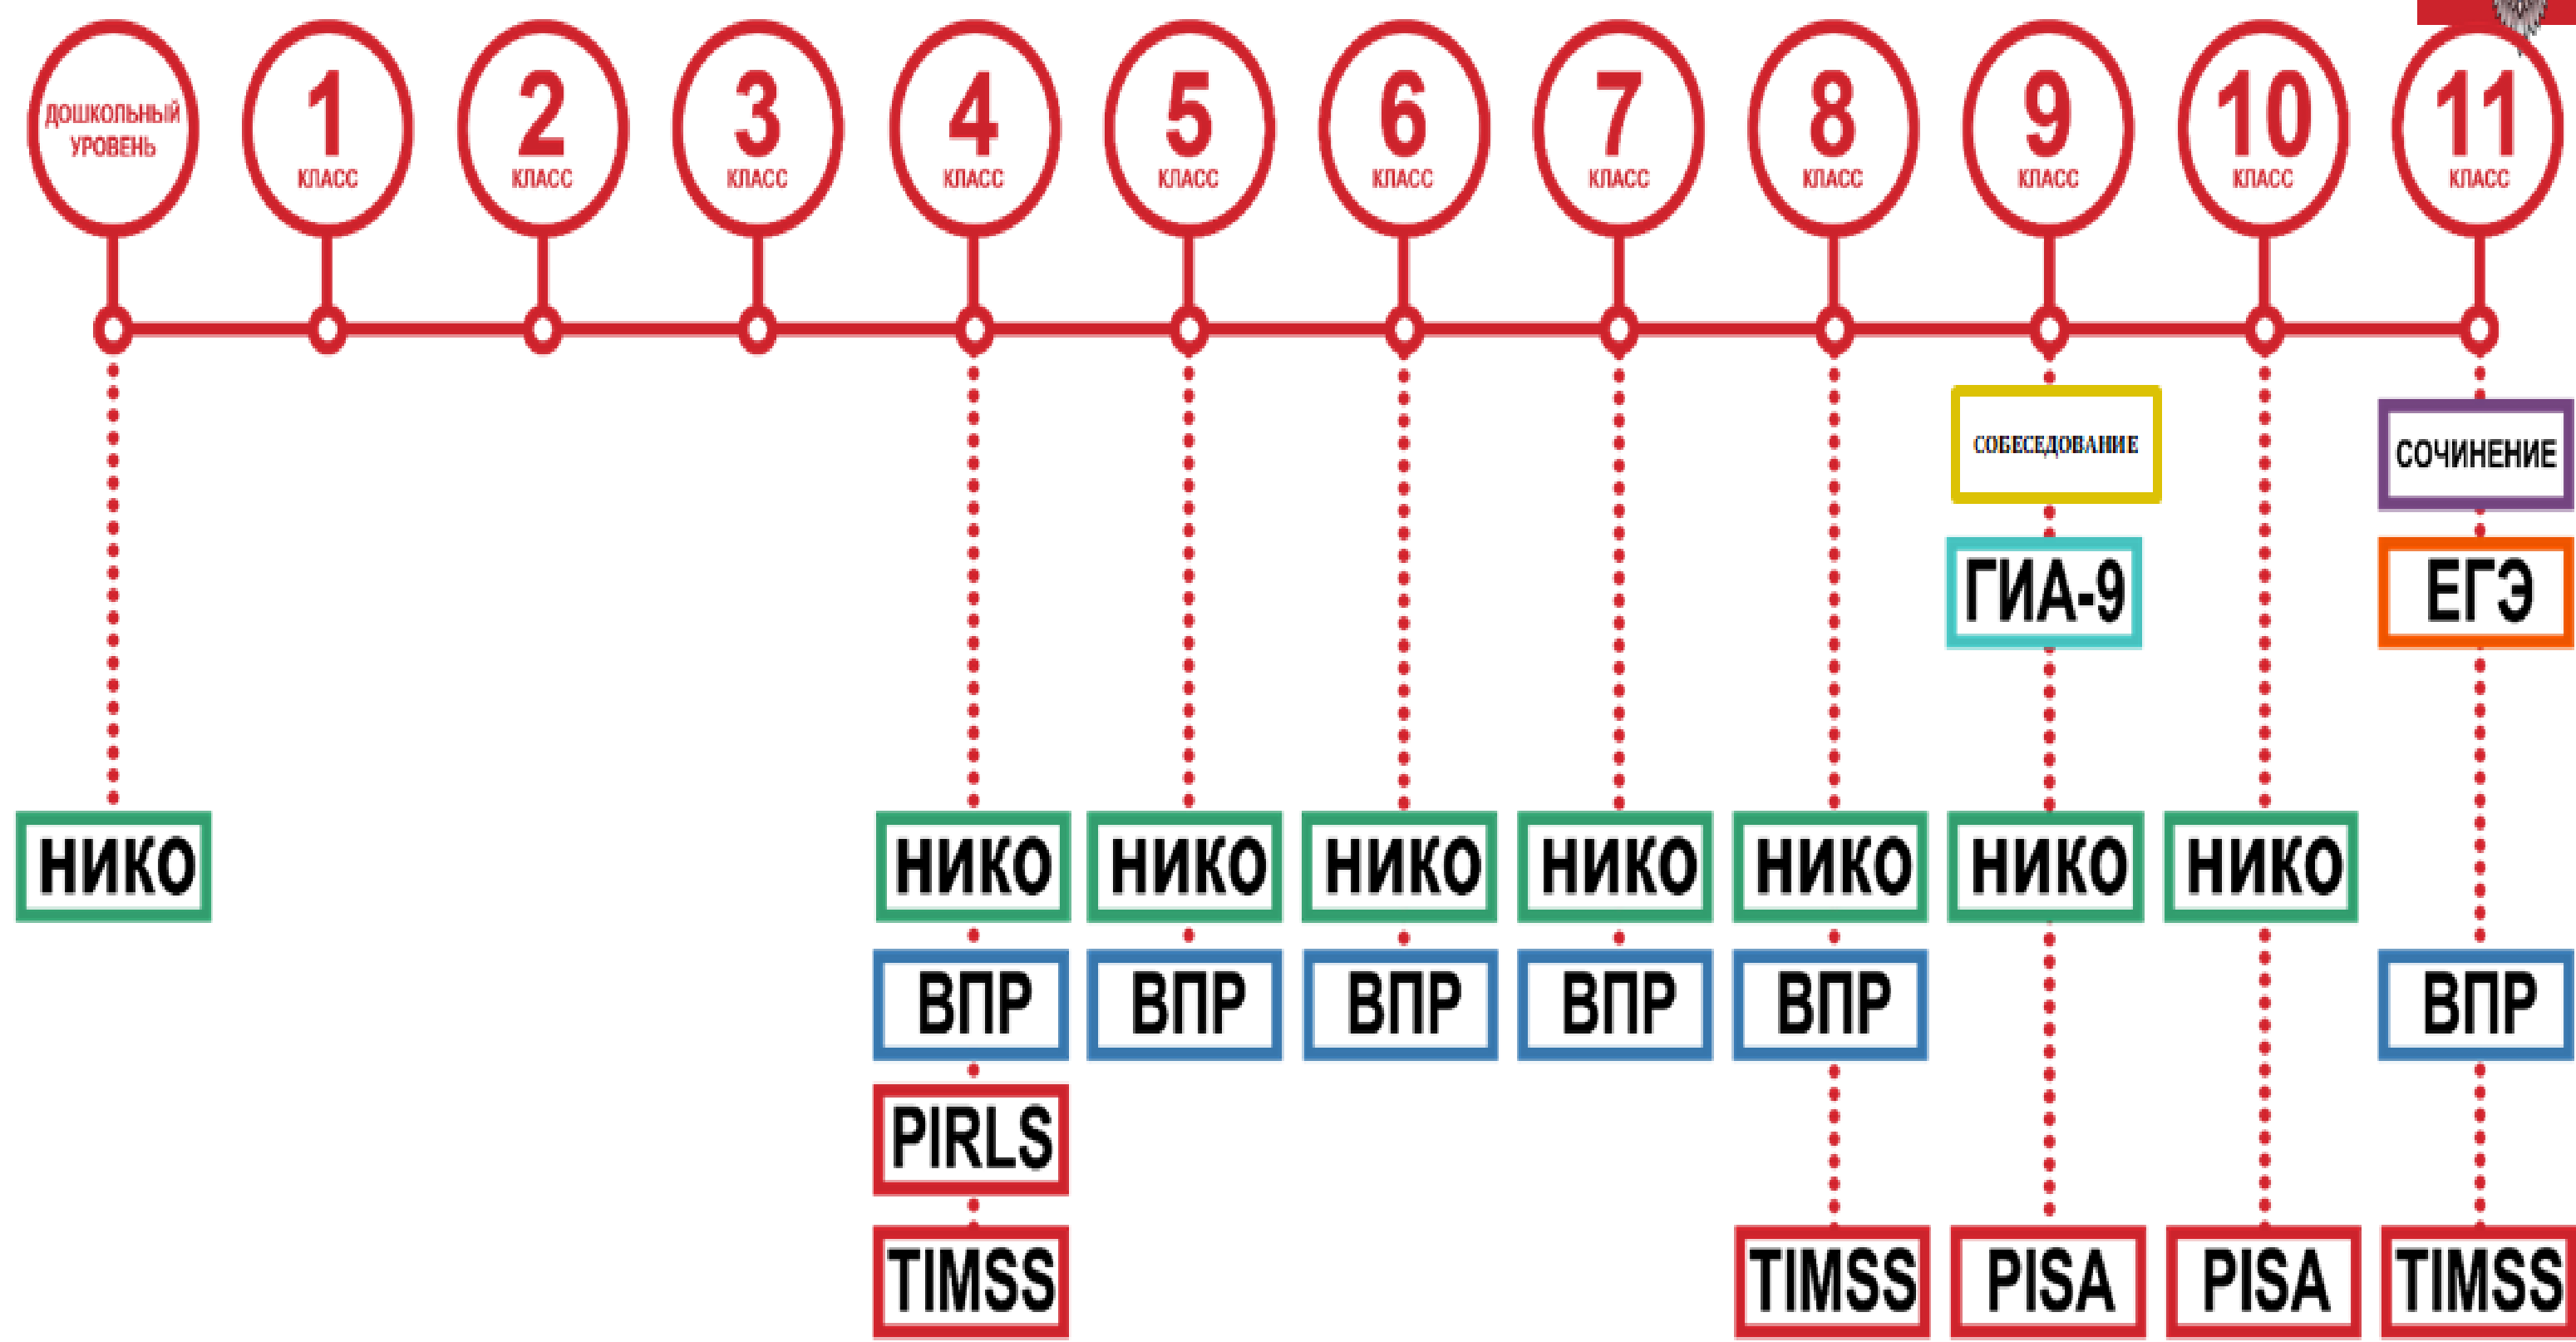 ДОШКОЛЬНЫЙ
УРОВЕНЬ
1
КЛАСС
2
КЛАСС
3
КЛАСС
4
КЛАСС
5
КЛАСС
6
КЛАСС
7
КЛАСС
8
КЛАСС
9
КЛАСС
10
КЛАСС
11
КЛАСС
СОБЕСЕДОВАНИЕ
СОЧИНЕНИЕ
ГИА-9
ЕГЭ
НИКО
НИКО
НИКО
НИКО
НИКО
НИКО
НИКО
НИКО
ВПР
ВПР
ВПР
ВПР
ВПР
ВПР
PIRLS
TIMSS
TIMSS
PISA
PISA
TIMSS